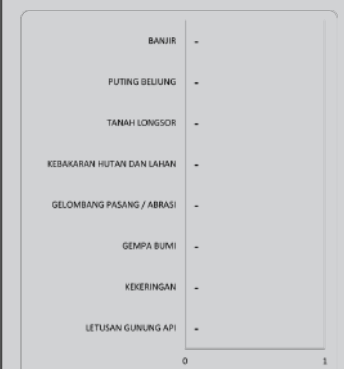 BANJIR -
PUTING BELIUNG -
TANAH LONGSOR -
KEBAKARAN HUTAN DAN LAHAN -
GELOMBANG PASANG / ABRASI -
GEMPA BUMI -
KEKERINGAN -
LETUSAN GUNUNG API -
0 1